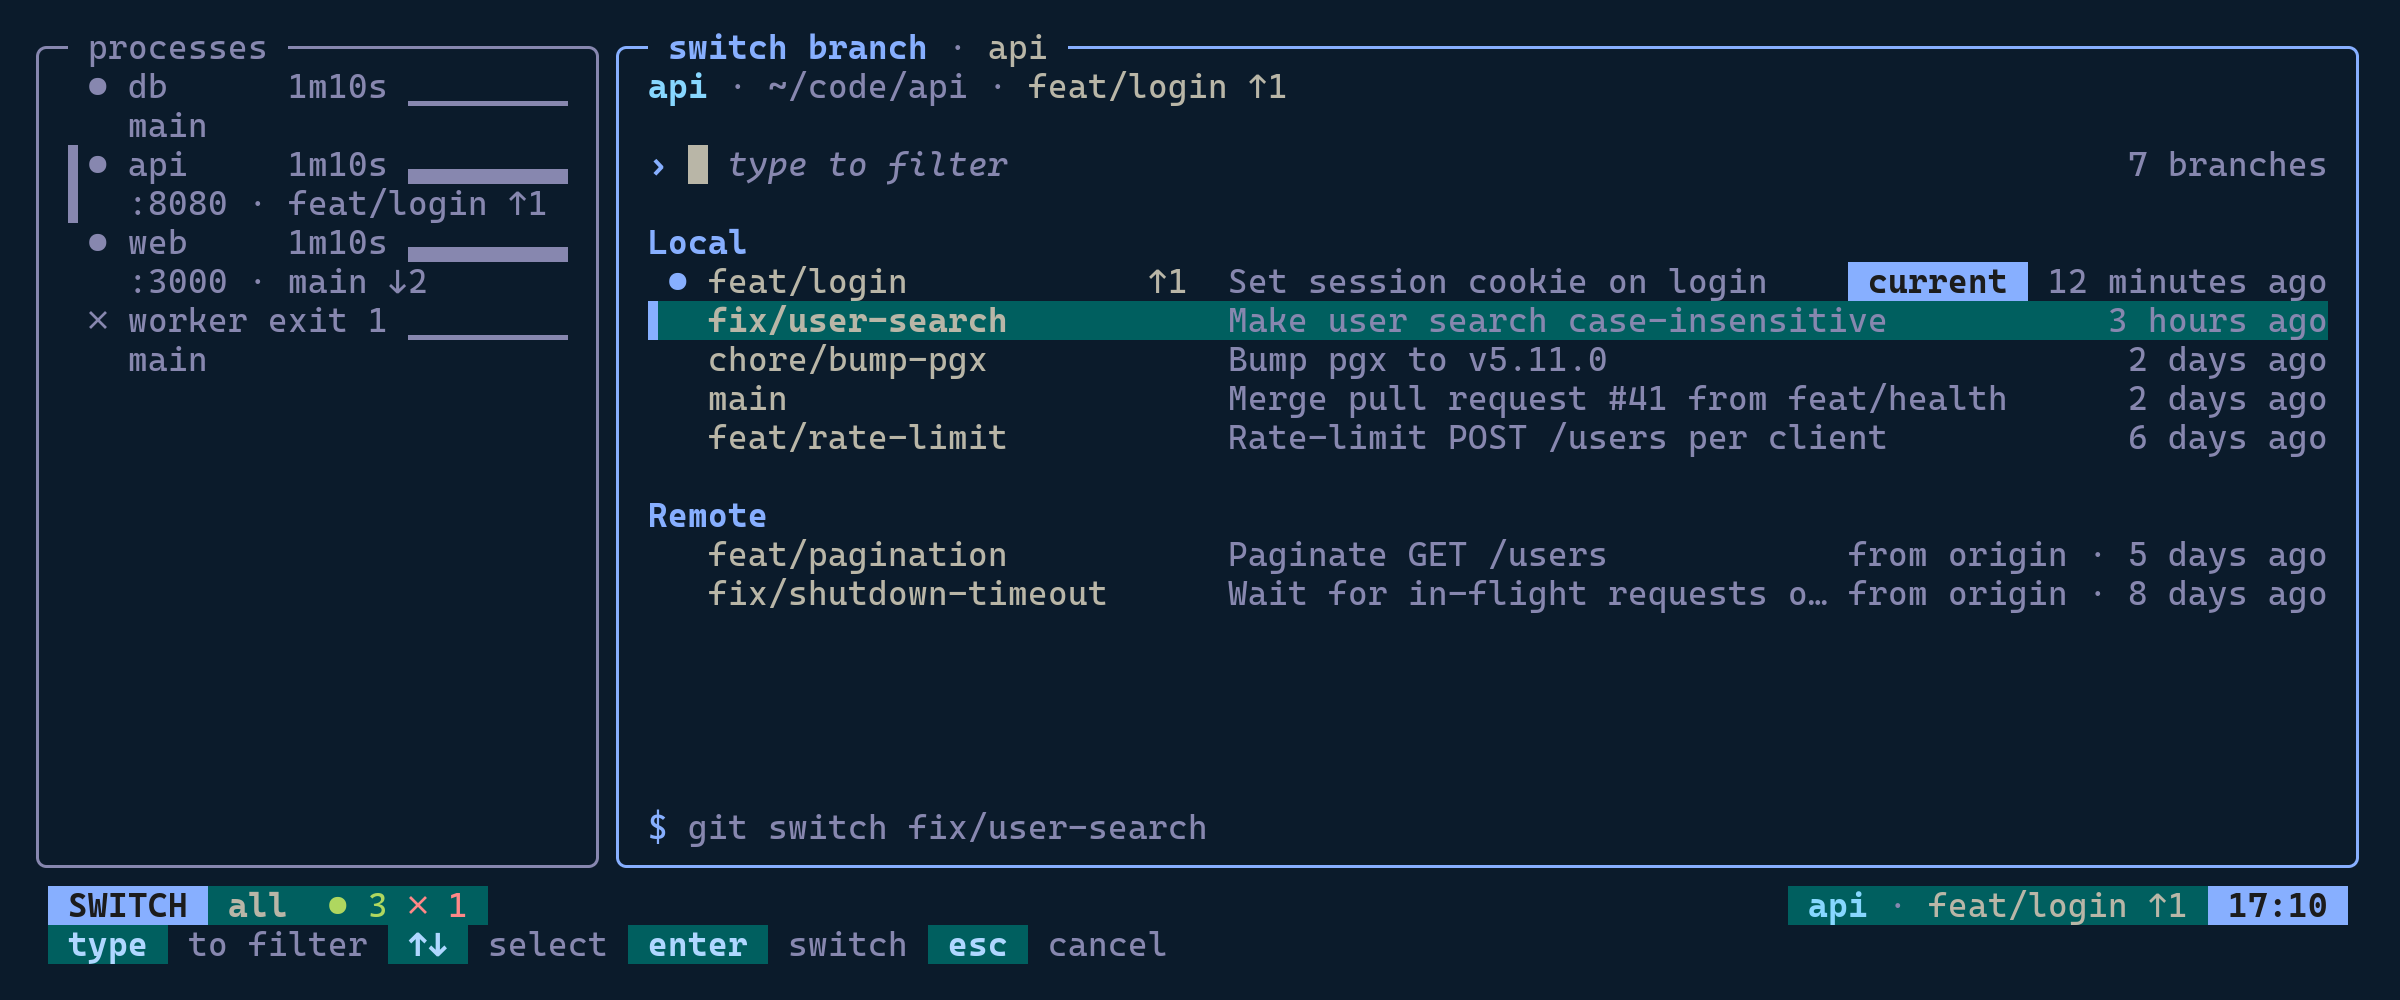 processes
● db 1m10s
main
● api 1m10s
:8080 · feat/login ↑1
● web 1m10s
:3000 · main ↓2
× worker exit 1
main
switch branch · api
api · ~/code/api · feat/login ↑1
› type to filter 7 branches
Local
● feat/login ↑1 Set session cookie on login current 12 minutes ago
fix/user-search Make user search case-insensitive 3 hours ago
chore/bump-pgx Bump pgx to v5.11.0 2 days ago
main Merge pull request #41 from feat/health 2 days ago
feat/rate-limit Rate-limit POST /users per client 6 days ago
Remote
feat/pagination Paginate GET /users from origin · 5 days ago
fix/shutdown-timeout Wait for in-flight requests o… from origin · 8 days ago
$ git switch fix/user-search
SWITCH all ● 3 × 1 api · feat/login ↑1 17:10
type to filter ↑↓ select enter switch esc cancel